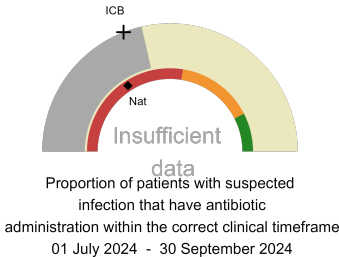 ICB
Nat
Insufficient
data
Proportion of patients with suspected
infection that have antibiotic
administration within the correct clinical timeframe
01 July 2024 - 30 September 2024